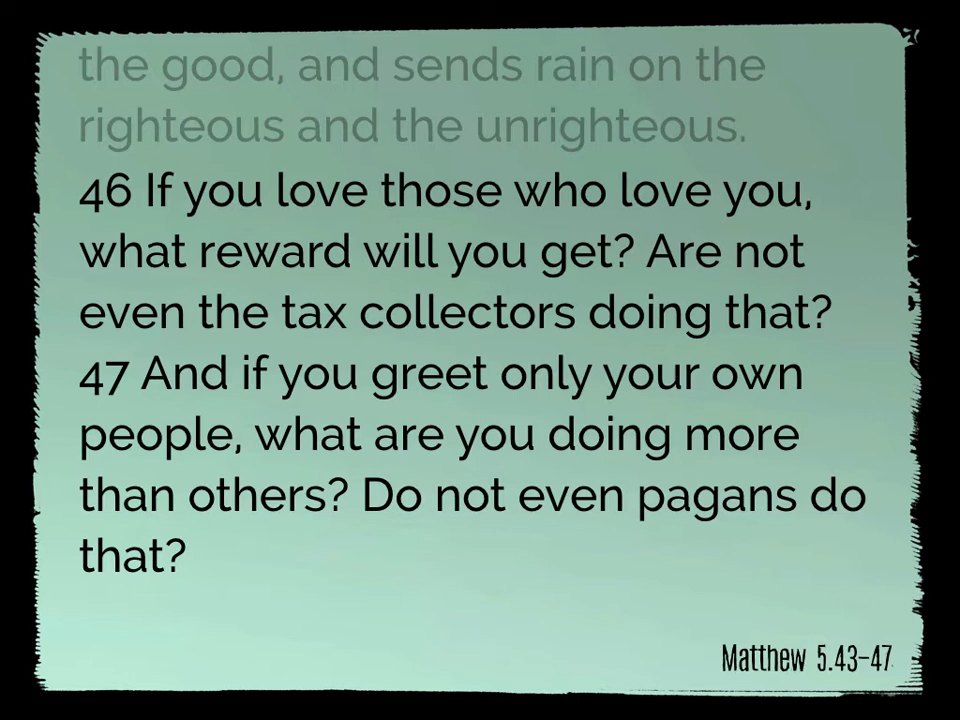 the good, and sends rain on the
righteous and the unrighteous.
46 If you love those who love you,
what reward will you get? Are not
even the tax collectors doing that?
47 And if you greet only your own
people, what are you doing more
than others? Do not even pagans do
that?
Matthew 5.43-47